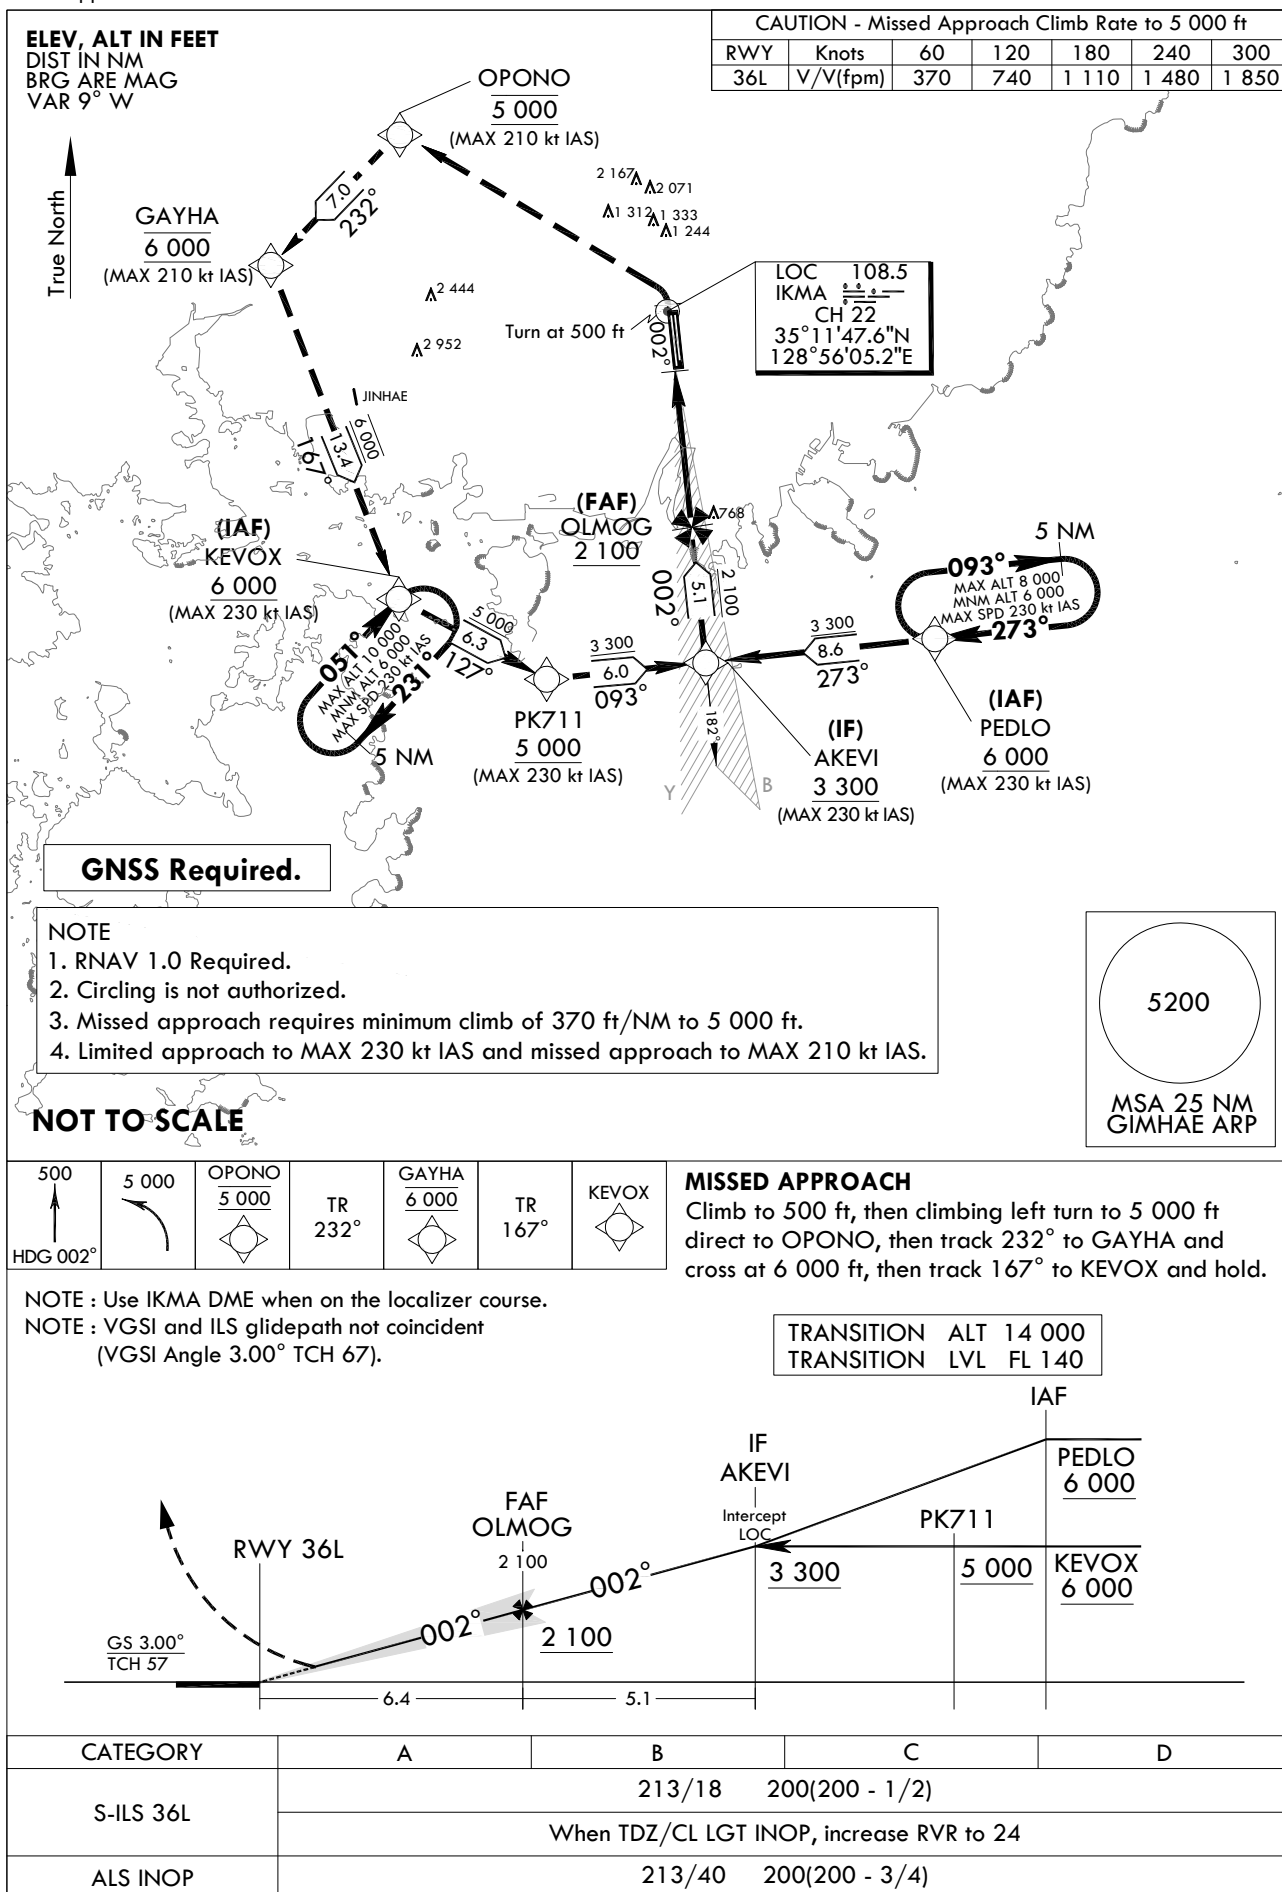 ELEV, ALT IN FEET
DIST IN NM
BRG ARE MAG
VAR 9° W
CAUTION - Missed Approach Climb Rate to 5 000 ft
RWY Knots 60 120 180 240 300
36L V/V(fpm) 370 740 1 110 1 480 1 850
True North
OPONO
5 000
(MAX 210 kt IAS)
7.0
232°
GAYHA
6 000
(MAX 210 kt IAS)
2 167
2 071
1 312
1 333
1 244
2 444
2 952
Turn at 500 ft
002°
LOC 108.5
IKMA
CH 22
35°11'47.6"N
128°56'05.2"E
JINHAE
6 000
13.4
167°
(IAF)
KEVOX
6 000
(MAX 230 kt IAS)
(FAF)
OLMOG
2 100
768
002°
5.1
2 100
5 NM
093°
MAX ALT 8 000
MNM ALT 6 000
MAX SPD 230 kt IAS
273°
051°
MAX ALT 10 000
MNM ALT 6 000
MAX SPD 230 kt IAS
231°
5 NM
5 000
6.3
127°
3 300
6.0
093°
3 300
8.6
273°
PK711
5 000
(MAX 230 kt IAS)
182°
Y
B
(IF)
AKEVI
3 300
(MAX 230 kt IAS)
(IAF)
PEDLO
6 000
(MAX 230 kt IAS)
GNSS Required.
NOTE
1. RNAV 1.0 Required.
2. Circling is not authorized.
3. Missed approach requires minimum climb of 370 ft/NM to 5 000 ft.
4. Limited approach to MAX 230 kt IAS and missed approach to MAX 210 kt IAS.
NOT TO SCALE
5200
MSA 25 NM
GIMHAE ARP
500
HDG 002°
5 000
OPONO
5 000
TR
232°
GAYHA
6 000
TR
167°
KEVOX
MISSED APPROACH
Climb to 500 ft, then climbing left turn to 5 000 ft
direct to OPONO, then track 232° to GAYHA and
cross at 6 000 ft, then track 167° to KEVOX and hold.
NOTE : Use IKMA DME when on the localizer course.
NOTE : VGSI and ILS glidepath not coincident
(VGSI Angle 3.00° TCH 67).
TRANSITION ALT 14 000
TRANSITION LVL FL 140
IAF
PEDLO
6 000
IF
AKEVI
Intercept
LOC
PK711
FAF
OLMOG
2 100
RWY 36L
3 300
5 000
KEVOX
6 000
002°
002°
2 100
GS 3.00°
TCH 57
6.4
5.1
CATEGORY A B C D
S-ILS 36L
213/18 200(200 - 1/2)
When TDZ/CL LGT INOP, increase RVR to 24
ALS INOP 213/40 200(200 - 3/4)